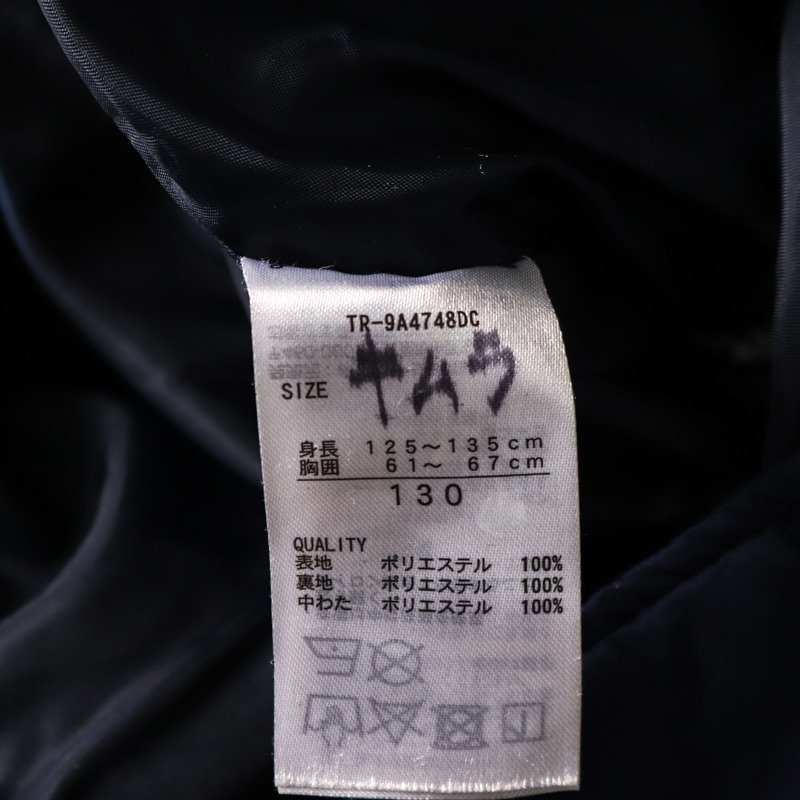 TR-9A4748DC
SIZE キムラ
身長 125～135cm
胸囲 61～ 67cm
130
QUALITY
表地 ポリエステル 100%
裏地 ポリエステル 100%
中わた ポリエステル 100%